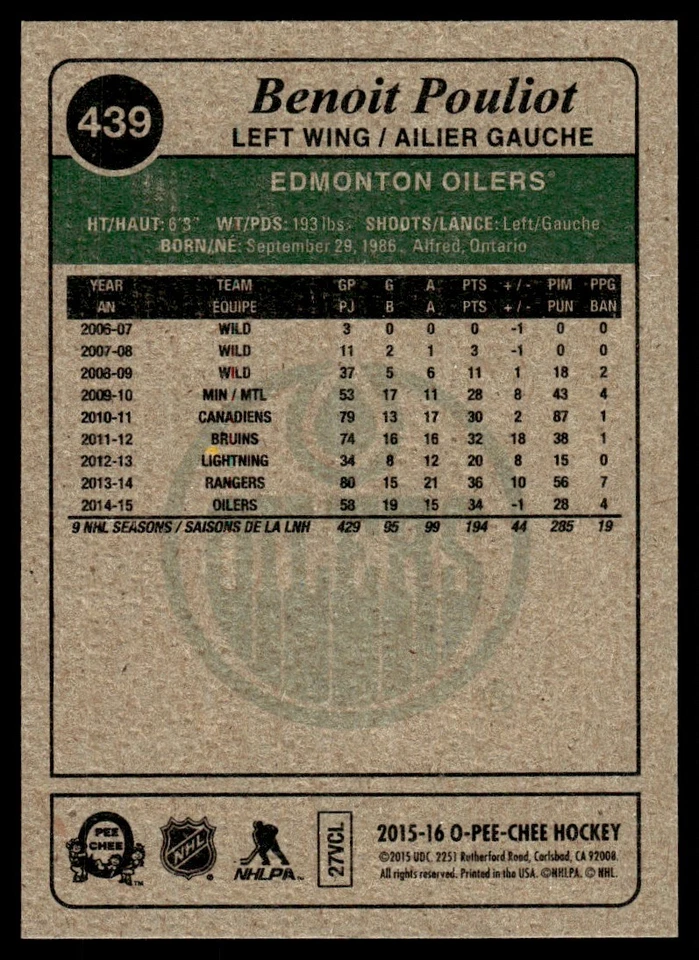 439
Benoit Pouliot
LEFT WING / AILIER GAUCHE
EDMONTON OILERS®
HT/HAUT: 6'3" WT/PDS: 193 lbs SHOOTS/LANCE: Left/Gauche
BORN/NÉ: September 29, 1986 Alfred, Ontario
YEAR TEAM GP G A PTS + / - PIM PPG
AN ÉQUIPE PJ B A PTS + / - PUN BAN
2006-07 WILD 3 0 0 0 -1 0 0
2007-08 WILD 11 2 1 3 -1 0 0
2008-09 WILD 37 5 6 11 1 18 2
2009-10 MIN / MTL 53 17 11 28 8 43 4
2010-11 CANADIENS 79 13 17 30 2 87 1
2011-12 BRUINS 74 16 16 32 18 38 1
2012-13 LIGHTNING 34 8 12 20 8 15 0
2013-14 RANGERS 80 15 21 36 10 56 7
2014-15 OILERS 58 19 15 34 -1 28 4
9 NHL SEASONS / SAISONS DE LA LNH 429 95 99 194 44 285 19
OILERS
PEE
CHEE
TM
NHL
®
NHLPA™
27VCL
2015-16 O-PEE-CHEE HOCKEY
©2015 UDC, 2251 Rutherford Road, Carlsbad, CA 92008.
All rights reserved. Printed in the USA. ©NHLPA. © NHL.